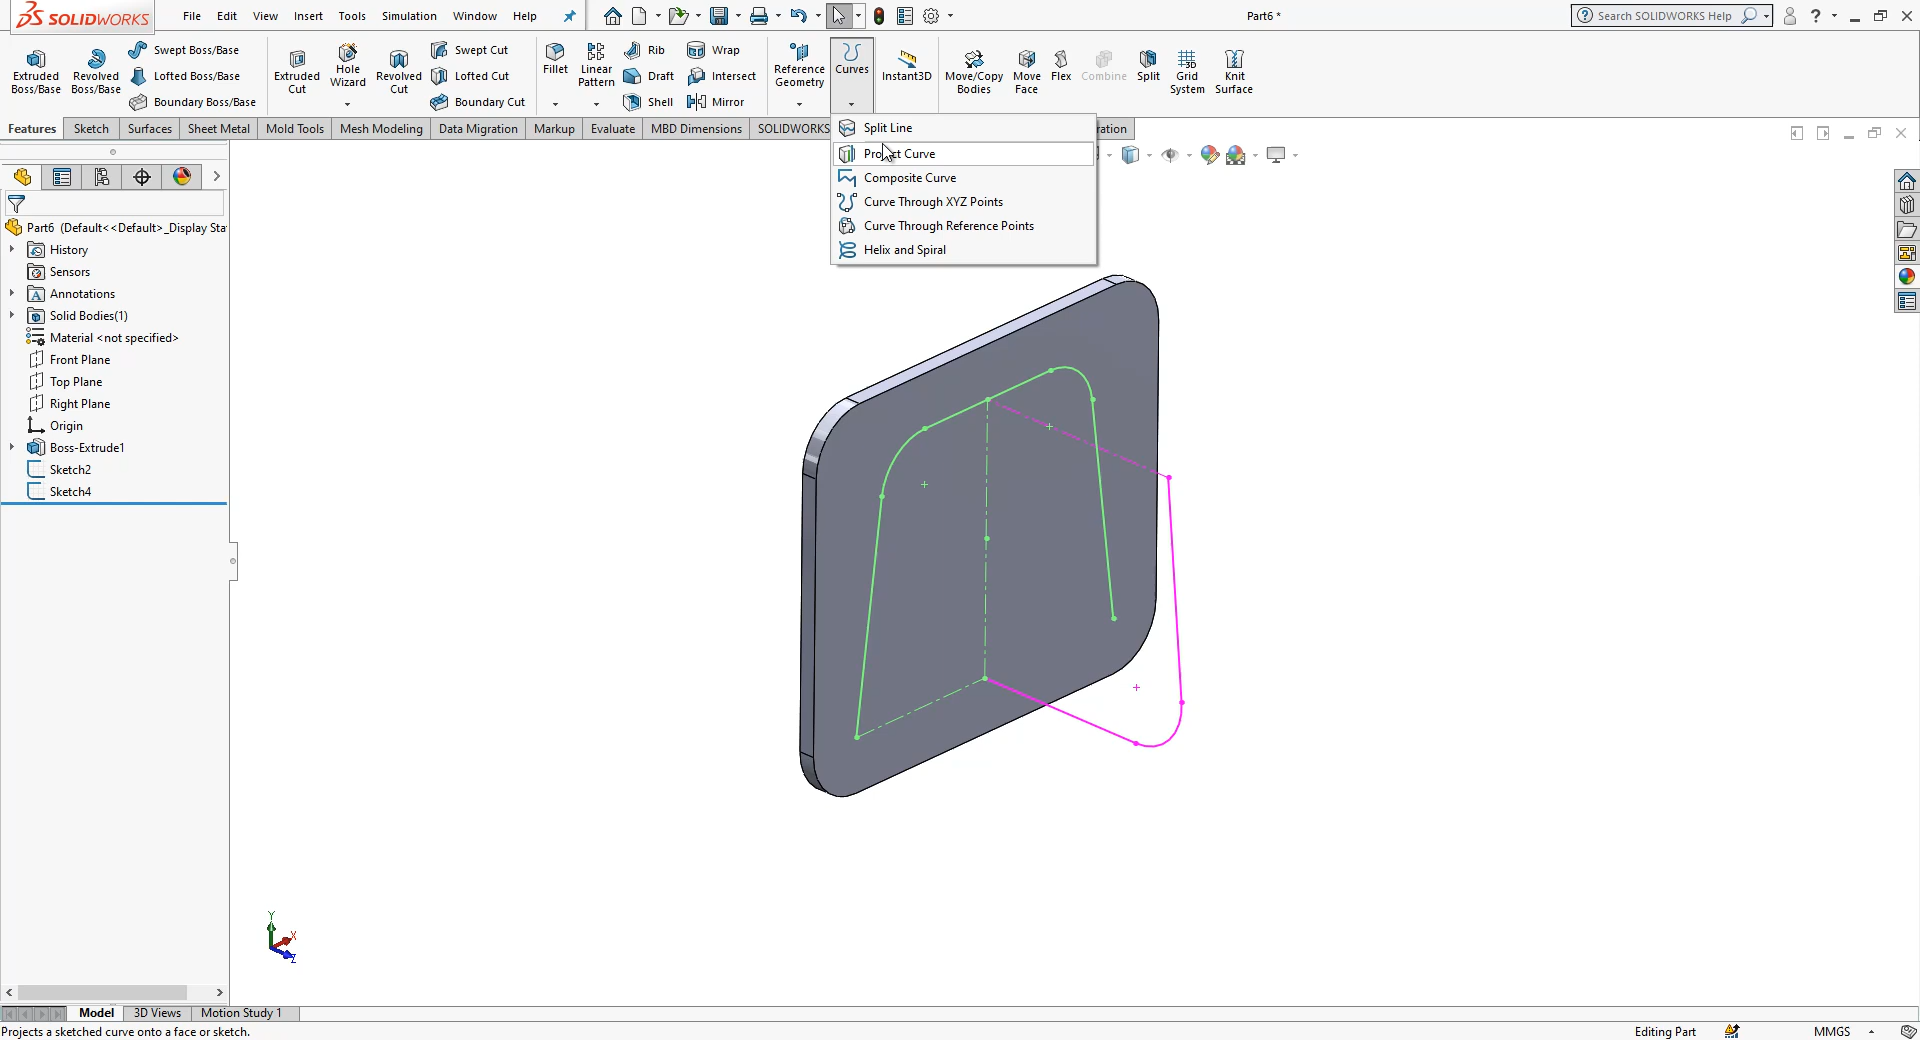 SOLIDWORKS
File Edit View Insert Tools Simulation Window Help
Part6 *
Search SOLIDWORKS Help
Extruded Boss/Base
Revolved Boss/Base
Swept Boss/Base
Lofted Boss/Base
Boundary Boss/Base
Extruded Cut
Hole Wizard
Revolved Cut
Swept Cut
Lofted Cut
Boundary Cut
Fillet
Linear Pattern
Rib
Draft
Shell
Wrap
Intersect
Mirror
Reference Geometry
Curves
Instant3D
Move/Copy Bodies
Move Face
Flex
Combine
Split
Grid System
Knit Surface
Features Sketch Surfaces Sheet Metal Mold Tools Mesh Modeling Data Migration Markup Evaluate MBD Dimensions SOLIDWORKS ration
Split Line
Project Curve
Composite Curve
Curve Through XYZ Points
Curve Through Reference Points
Helix and Spiral
Part6 (Default<<Default>_Display Sta
History
Sensors
Annotations
Solid Bodies(1)
Material <not specified>
Front Plane
Top Plane
Right Plane
Origin
Boss-Extrude1
Sketch2
Sketch4
Y
X
Z
Model 3D Views Motion Study 1
Projects a sketched curve onto a face or sketch.
Editing Part
MMGS